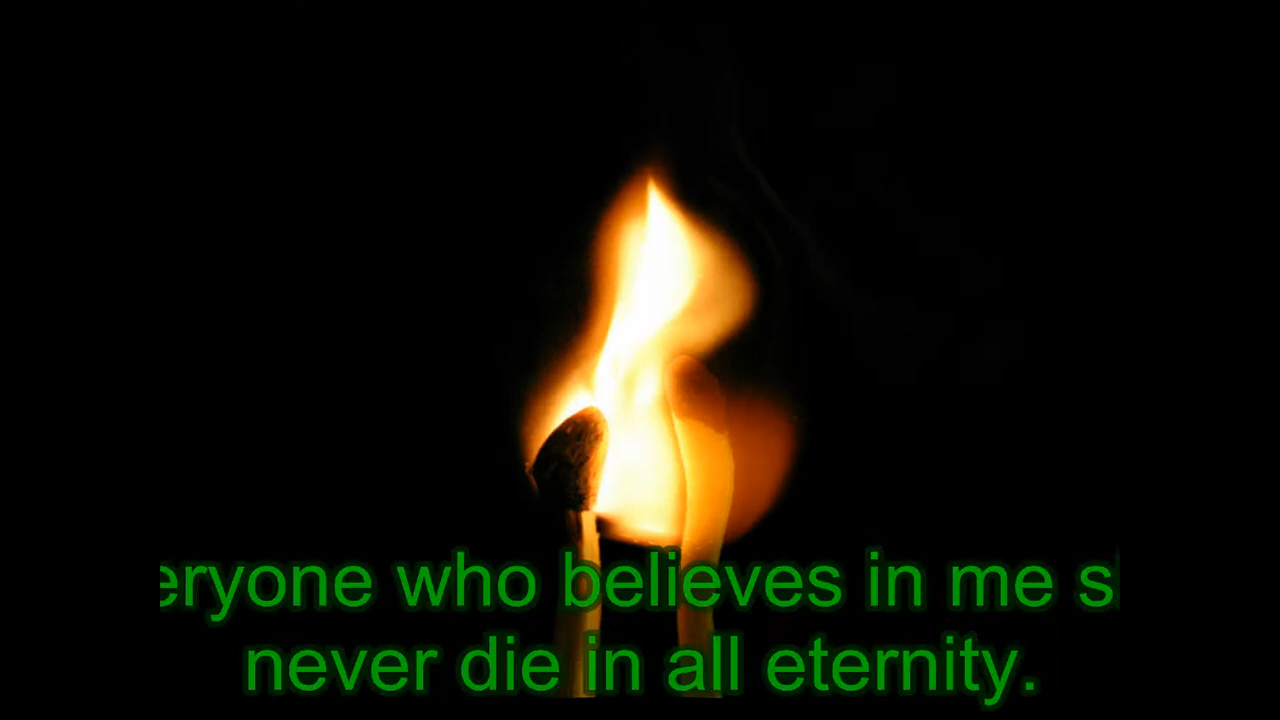 eryone who believes in me s
never die in all eternity.